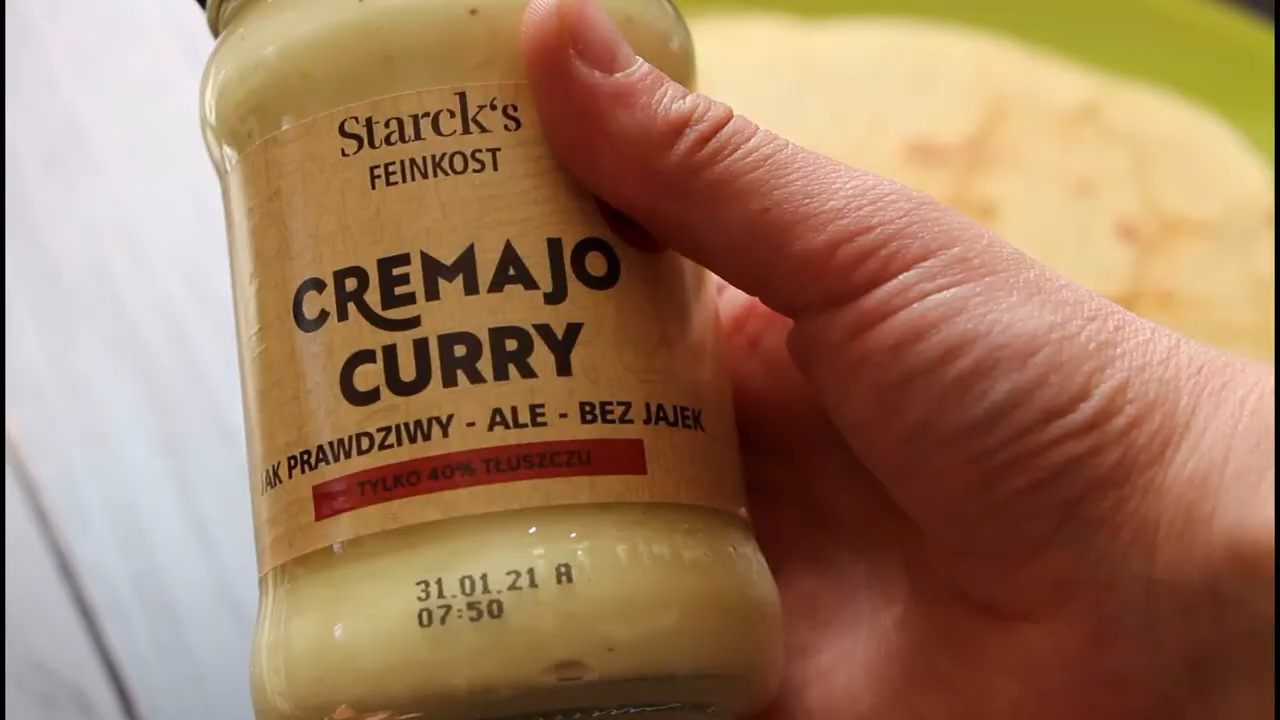 Starck‘s
FEINKOST
CREMAJO
CURRY
JAK PRAWDZIWY - ALE - BEZ JAJEK
TYLKO 40% TŁUSZCZU
31.01.21 A
07:50